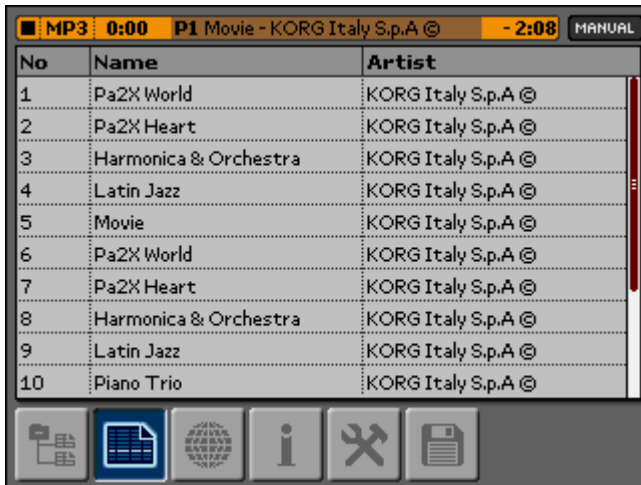 MP3 0:00 P1 Movie - KORG Italy S.p.A © - 2:08 MANUAL
No Name Artist
1 Pa2X World KORG Italy S.p.A ©
2 Pa2X Heart KORG Italy S.p.A ©
3 Harmonica & Orchestra KORG Italy S.p.A ©
4 Latin Jazz KORG Italy S.p.A ©
5 Movie KORG Italy S.p.A ©
6 Pa2X World KORG Italy S.p.A ©
7 Pa2X Heart KORG Italy S.p.A ©
8 Harmonica & Orchestra KORG Italy S.p.A ©
9 Latin Jazz KORG Italy S.p.A ©
10 Piano Trio KORG Italy S.p.A ©